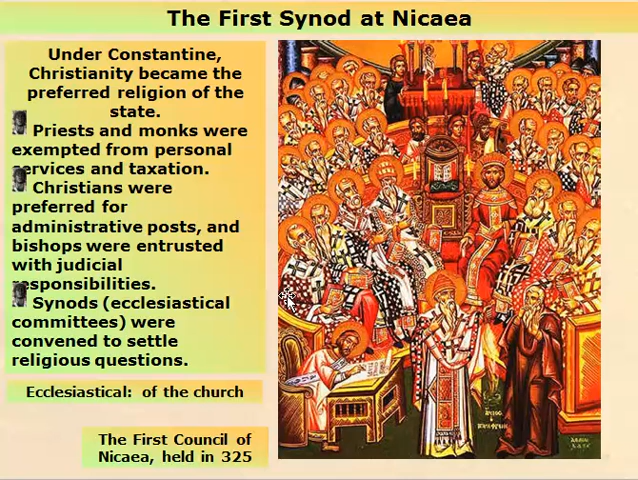 The First Synod at Nicaea
Under Constantine,
Christianity became the
preferred religion of the
state.
Priests and monks were
exempted from personal
services and taxation.
Christians were
preferred for
administrative posts, and
bishops were entrusted
with judicial
responsibilities.
Synods (ecclesiastical
committees) were
convened to settle
religious questions.
Ecclesiastical: of the church
The First Council of
Nicaea, held in 325